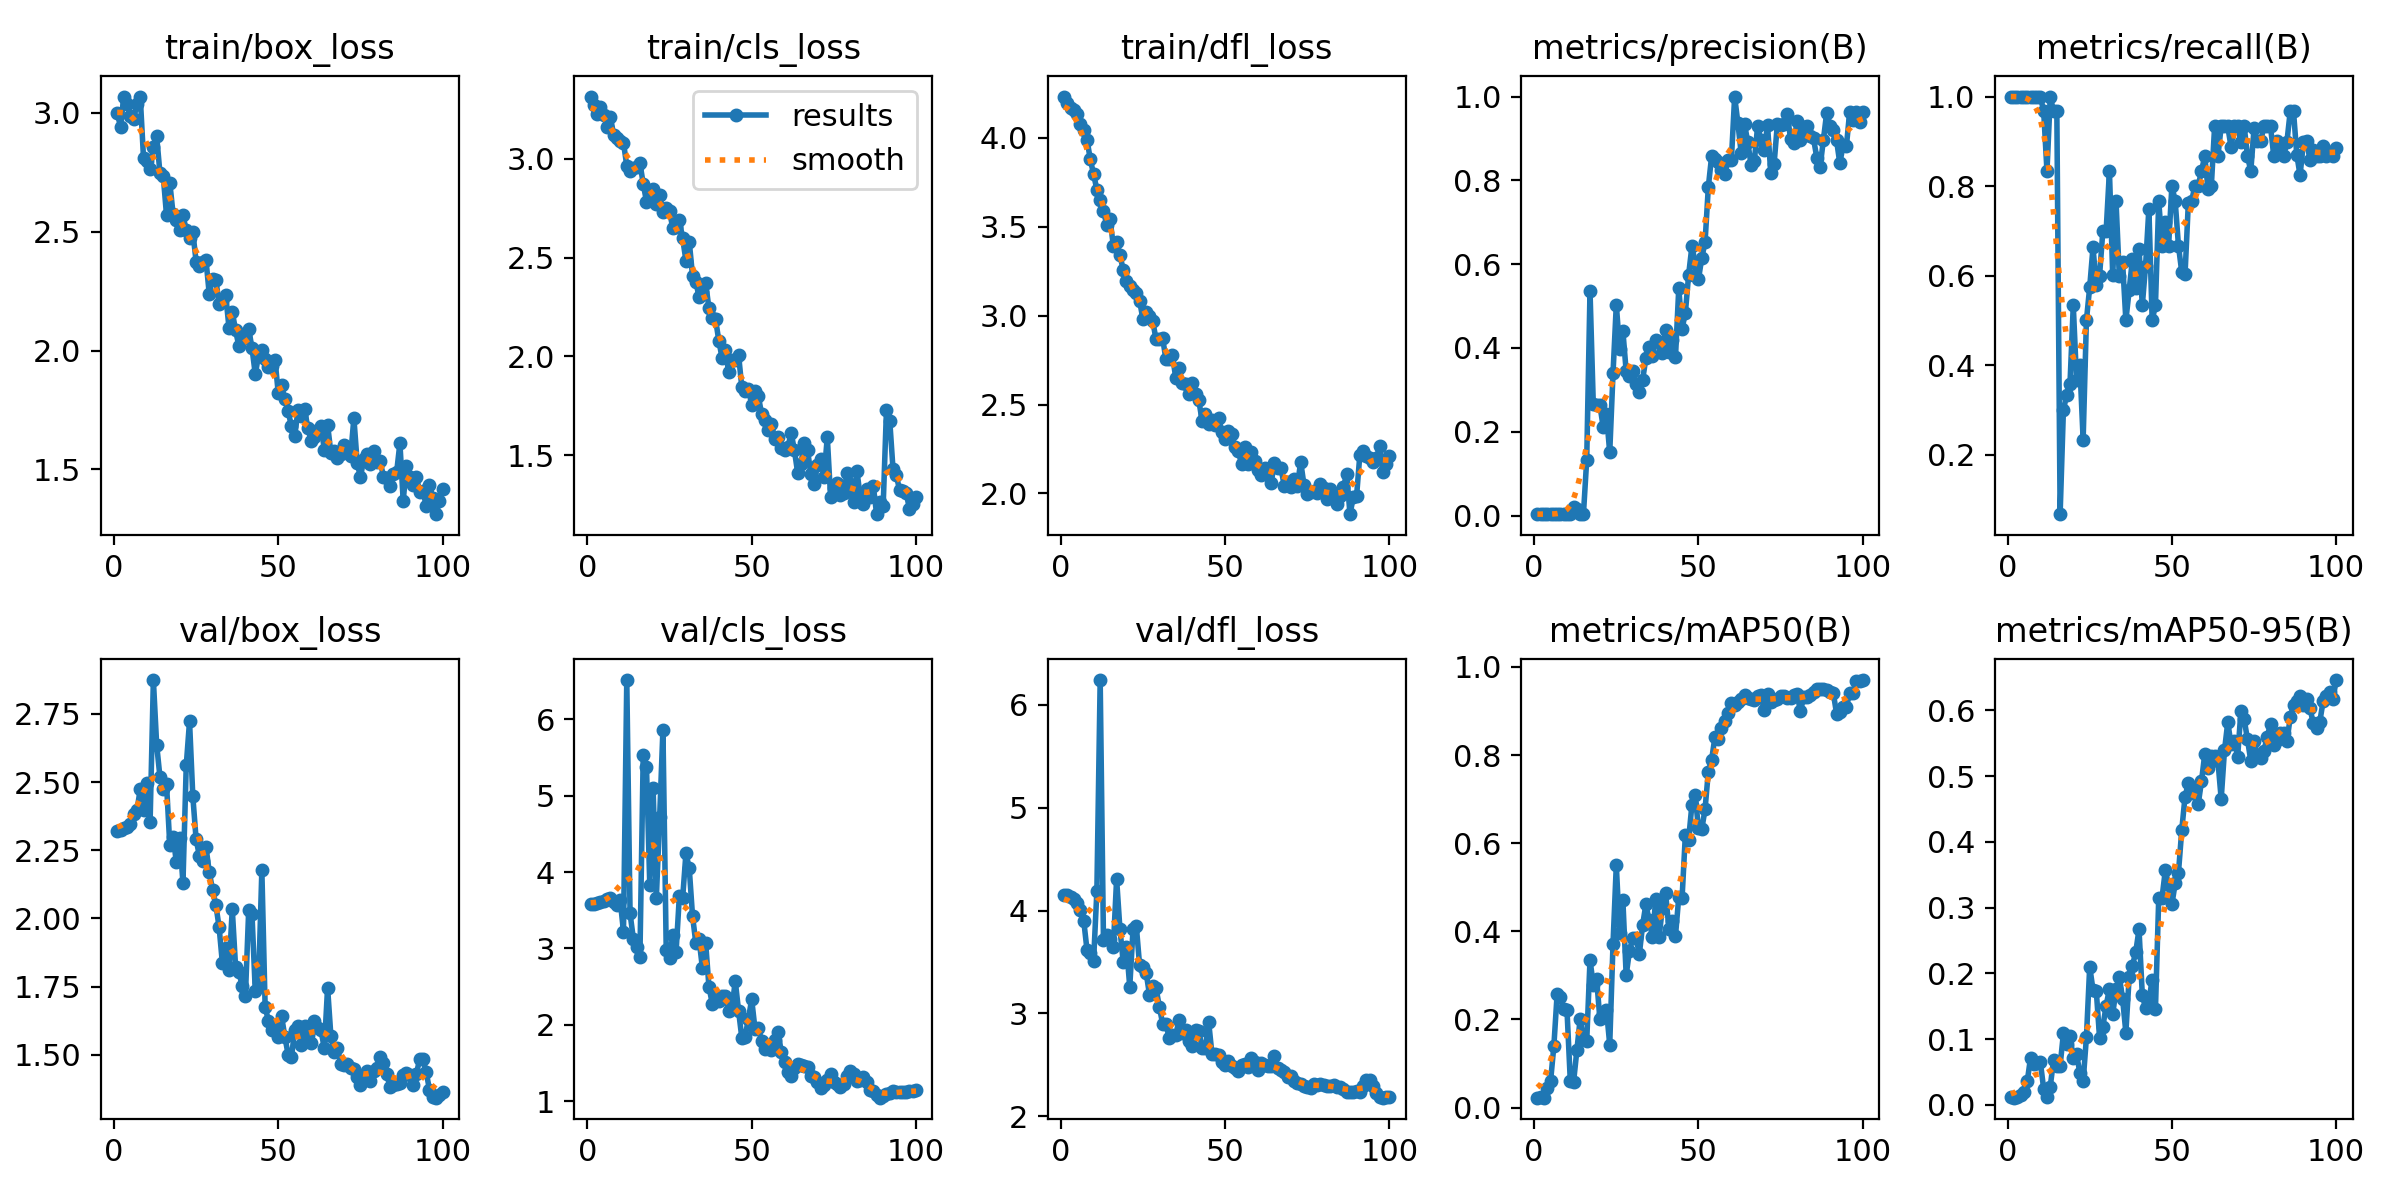 train/box_loss
3.0
2.5
2.0
1.5
0 50 100
train/cls_loss
results
smooth
3.0
2.5
2.0
1.5
0 50 100
train/dfl_loss
4.0
3.5
3.0
2.5
2.0
0 50 100
metrics/precision(B)
1.0
0.8
0.6
0.4
0.2
0.0
0 50 100
metrics/recall(B)
1.0
0.8
0.6
0.4
0.2
0 50 100
val/box_loss
2.75
2.50
2.25
2.00
1.75
1.50
0 50 100
val/cls_loss
6
5
4
3
2
1
0 50 100
val/dfl_loss
6
5
4
3
2
0 50 100
metrics/mAP50(B)
1.0
0.8
0.6
0.4
0.2
0.0
0 50 100
metrics/mAP50-95(B)
0.6
0.5
0.4
0.3
0.2
0.1
0.0
0 50 100